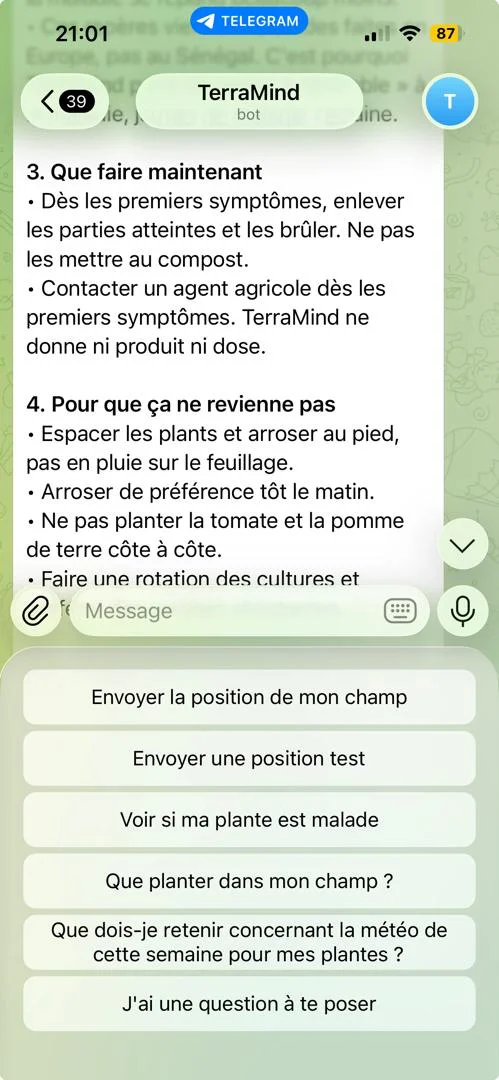 21:01
TELEGRAM
87
39
TerraMind
bot
T
Europe, pas au Sénégal. C'est pourquoi
3. Que faire maintenant
• Dès les premiers symptômes, enlever
les parties atteintes et les brûler. Ne pas
les mettre au compost.
• Contacter un agent agricole dès les
premiers symptômes. TerraMind ne
donne ni produit ni dose.
4. Pour que ça ne revienne pas
• Espacer les plants et arroser au pied,
pas en pluie sur le feuillage.
• Arroser de préférence tôt le matin.
• Ne pas planter la tomate et la pomme
de terre côte à côte.
• Faire une rotation des cultures et
Message
Envoyer la position de mon champ
Envoyer une position test
Voir si ma plante est malade
Que planter dans mon champ ?
Que dois-je retenir concernant la météo de
cette semaine pour mes plantes ?
J'ai une question à te poser